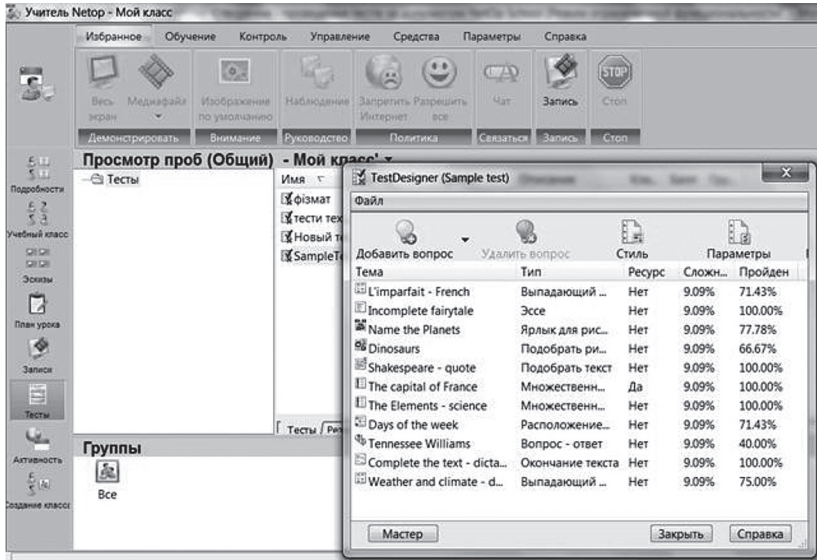 Учитель Netop - Мой класс
Избранное Обучение Контроль Управление Средства Параметры Справка
Весь экран Медиафайл Изображение по умолчанию Наблюдение Запретить Интернет Разрешить все Чат Запись Стоп
Демонстрировать Внимание Руководство Политика Связаться Запись Стоп
Подробности
Учебный класс
Эскизы
План урока
Записи
Тесты
Активность
Создание класса
Просмотр проб (Общий) - Мой класс'
Тесты
Имя
фізмат
тести тех
Новый те
SampleTe
Тесты
Группы
Все
TestDesigner (Sample test)
Файл
Добавить вопрос Удалить вопрос Стиль Параметры
Тема Тип Ресурс Сложн... Пройден
L'imparfait - French Выпадающий ... Нет 9.09% 71.43%
Incomplete fairytale Эссе Нет 9.09% 100.00%
Name the Planets Ярлык для рис... Нет 9.09% 77.78%
Dinosaurs Подобрать ри... Нет 9.09% 66.67%
Shakespeare - quote Подобрать текст Нет 9.09% 100.00%
The capital of France Множественн... Да 9.09% 100.00%
The Elements - science Множественн... Нет 9.09% 100.00%
Days of the week Расположение... Нет 9.09% 71.43%
Tennessee Williams Вопрос - ответ Нет 9.09% 40.00%
Complete the text - dicta... Окончание текста Нет 9.09% 100.00%
Weather and climate - d... Выпадающий ... Нет 9.09% 75.00%
Мастер Закрыть Справка